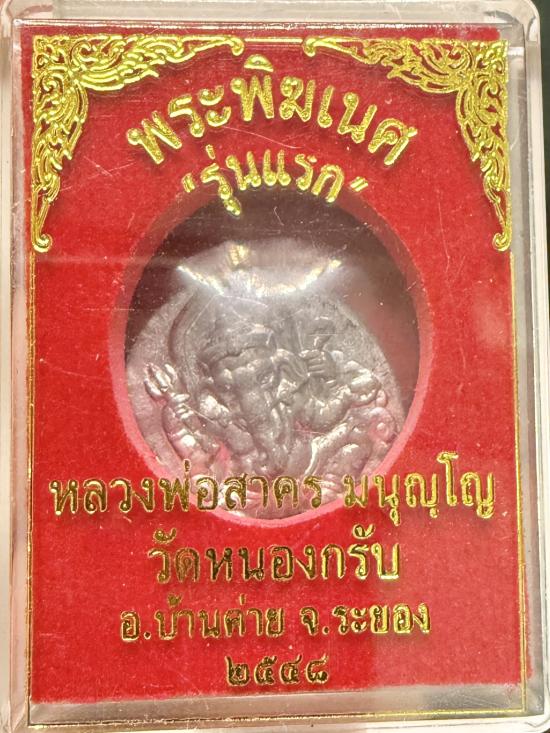 พระพิฆเนศ
"รุ่นแรก"
หลวงพ่อสาคร มนุญฺโญ
วัดหนองกรับ
อ.บ้านค่าย จ.ระยอง
๒๕๔๘